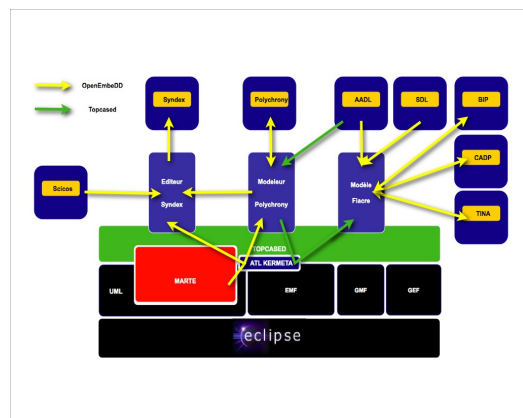 OpenEmbeDD
Topcased
Syndex
Polychrony
AADL
SDL
BIP
CADP
TINA
Scicos
Editeur
Syndex
Modeleur
Polychrony
Modèle
Fiacre
TOPCASED
ATL KERMETA
UML
MARTE
EMF
GMF
GEF
eclipse